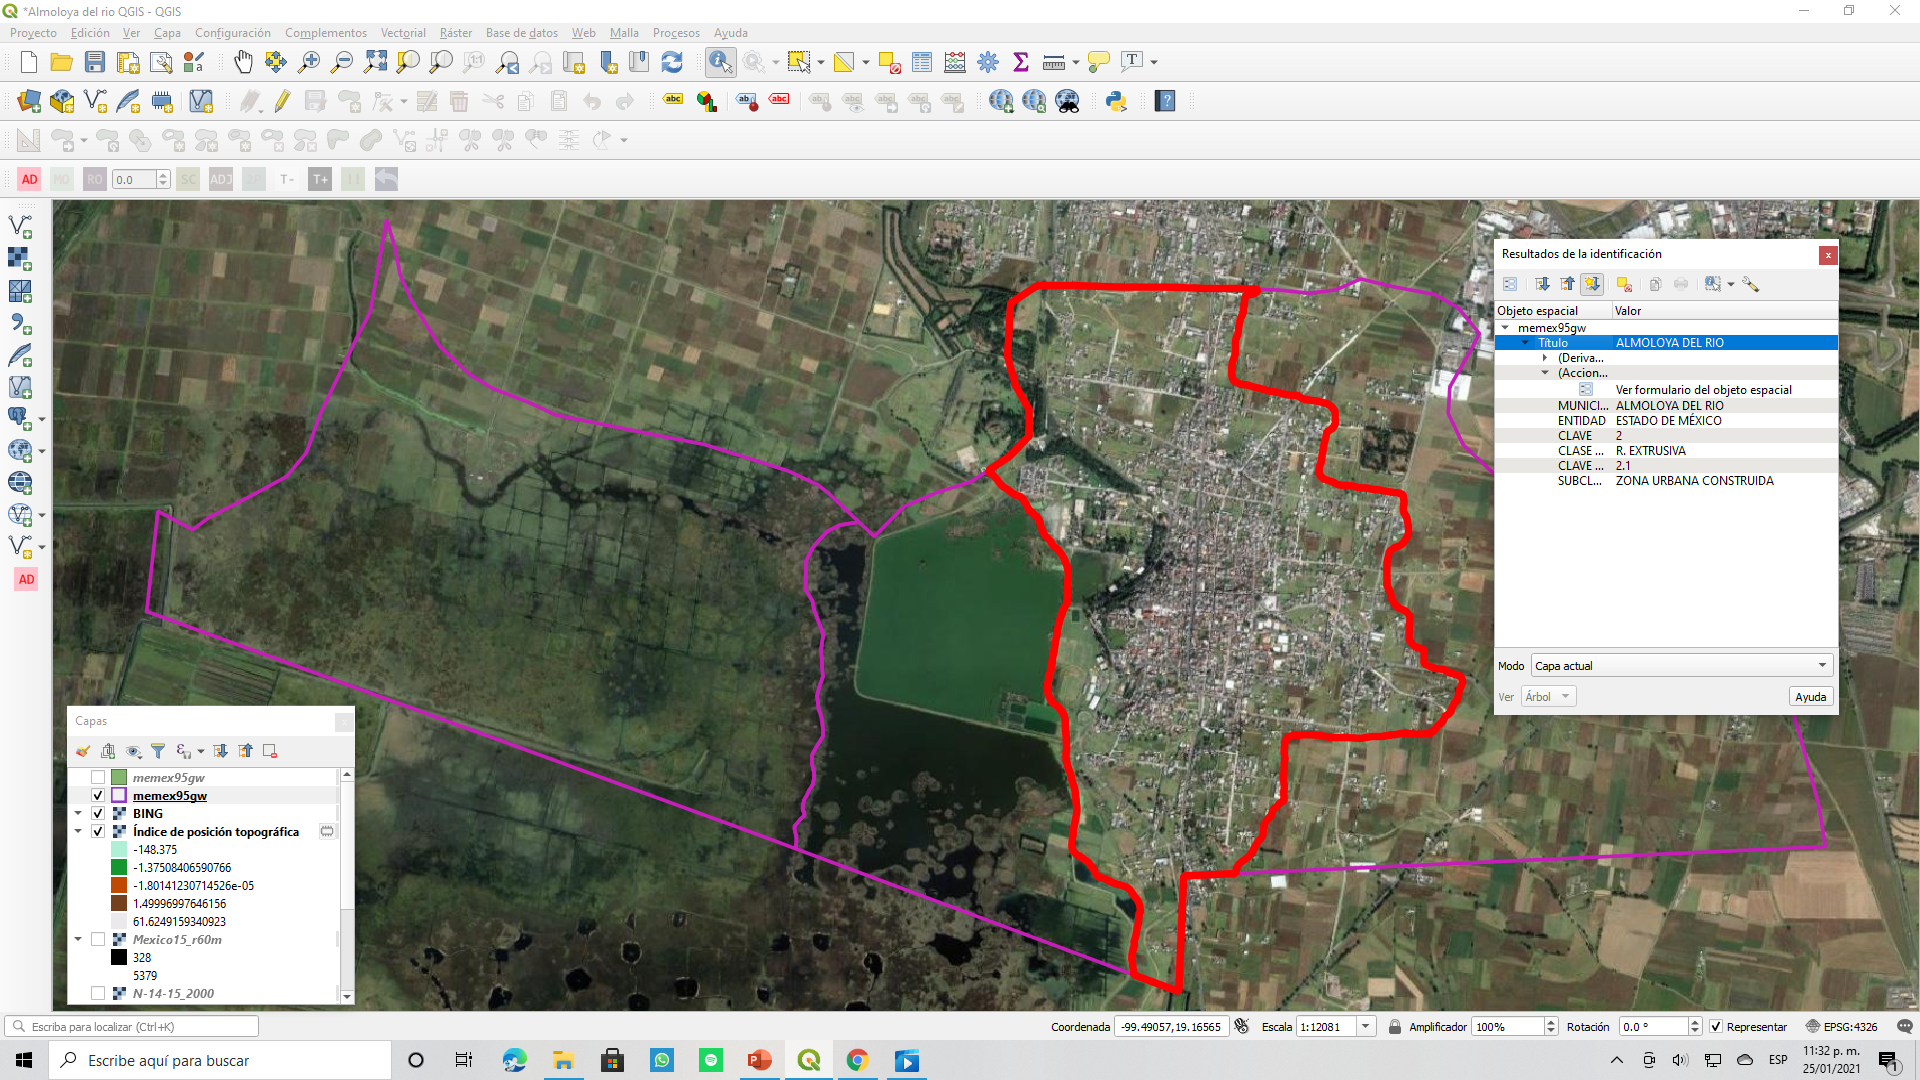 *Almoloya del rio QGIS - QGIS
Proyecto Edición Ver Capa Configuración Complementos Vectorial Ráster Base de datos Web Malla Procesos Ayuda
AD
RO
0.0
SC
ADJ
T-
T+
AD
Resultados de la identificación
Objeto espacial Valor
memex95gw
Título ALMOLOYA DEL RIO
(Deriva...
(Accion...
Ver formulario del objeto espacial
MUNICI... ALMOLOYA DEL RIO
ENTIDAD ESTADO DE MÉXICO
CLAVE 2
CLASE ... R. EXTRUSIVA
CLAVE ... 2.1
SUBCL... ZONA URBANA CONSTRUIDA
Modo Capa actual
Ver Árbol Ayuda
Capas
memex95gw
memex95gw
BING
Índice de posición topográfica
-148.375
-1.37508406590766
-1.80141230714526e-05
1.49996997646156
61.6249159340923
Mexico15_r60m
328
5379
N-14-15_2000
Escriba para localizar (Ctrl+K) Coordenada -99.49057,19.16565 Escala 1:12081 Amplificador 100% Rotación 0.0 ° Representar EPSG:4326
Escribe aquí para buscar
ESP
11:32 p. m.
25/01/2021
1